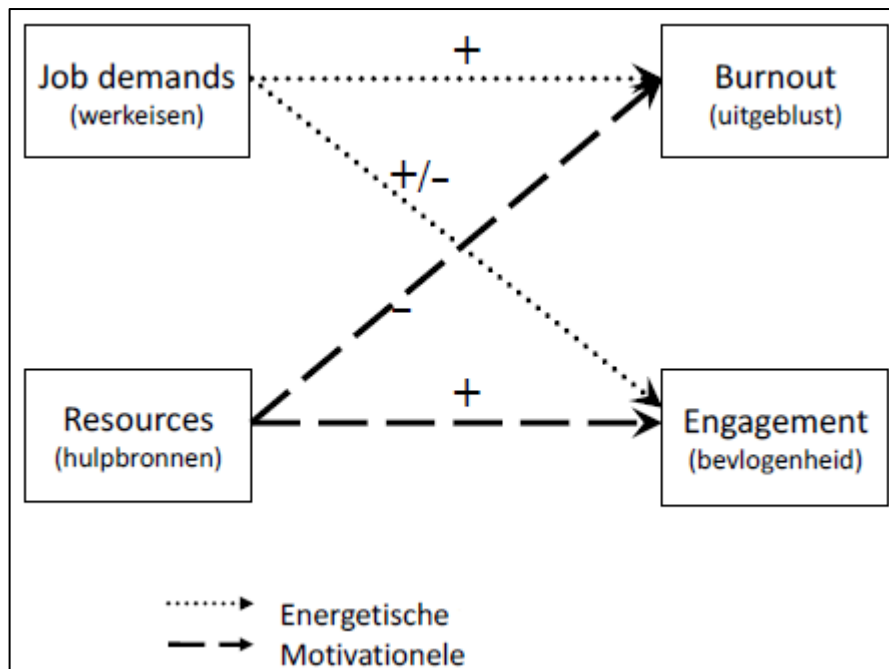 Job demands
(werkeisen)
+
Burnout
(uitgeblust)
+/-
-
Resources
(hulpbronnen)
+
Engagement
(bevlogenheid)
Energetische
Motivationele